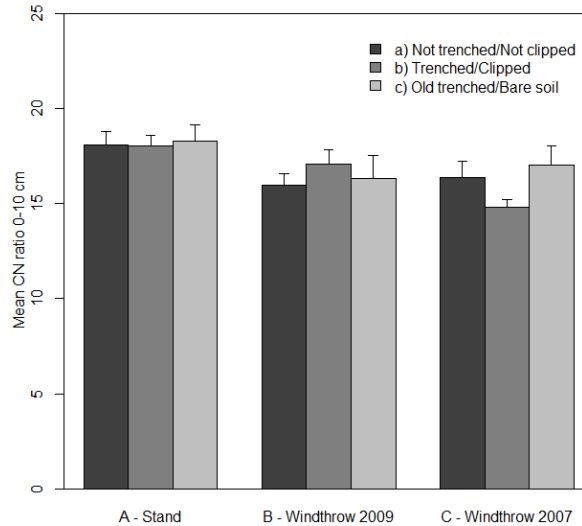 25
20
15
10
5
0
Mean CN ratio 0-10 cm
a) Not trenched/Not clipped
b) Trenched/Clipped
c) Old trenched/Bare soil
A - Stand
B - Windthrow 2009
C - Windthrow 2007